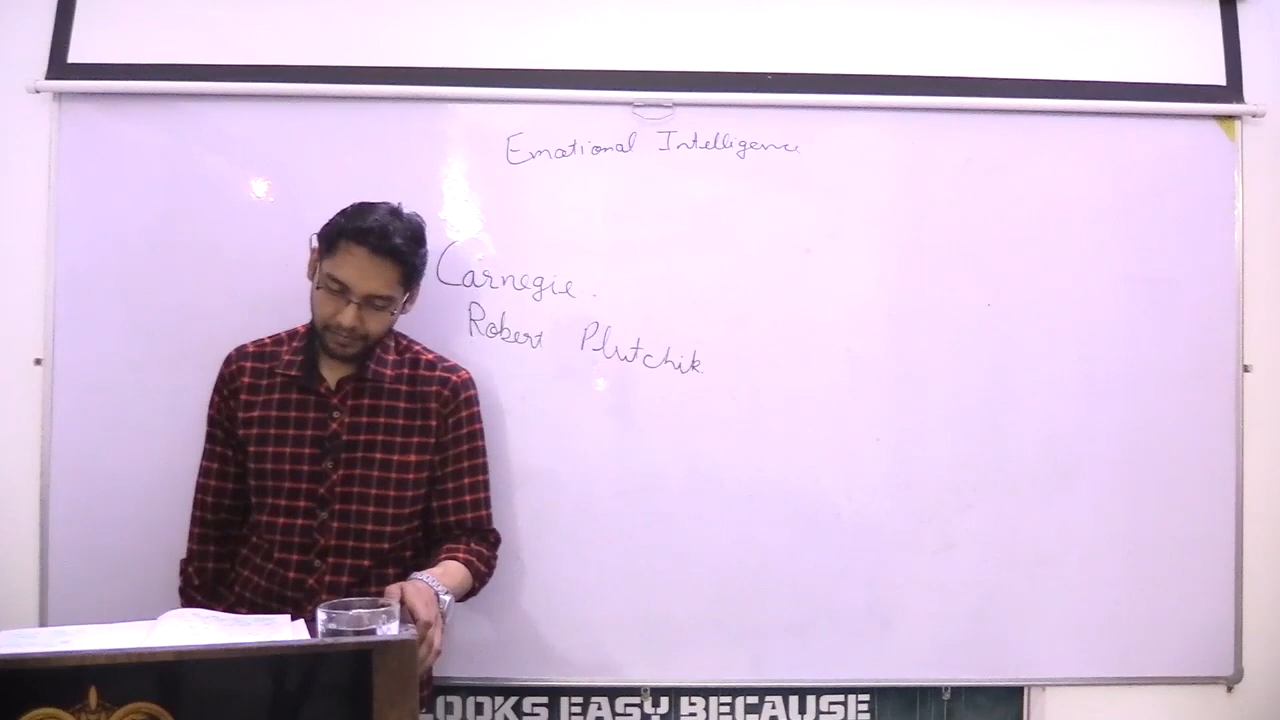 Emotional Intelligence
Carnegie.
Robert Plutchik
LOOKS EASY BECAUSE